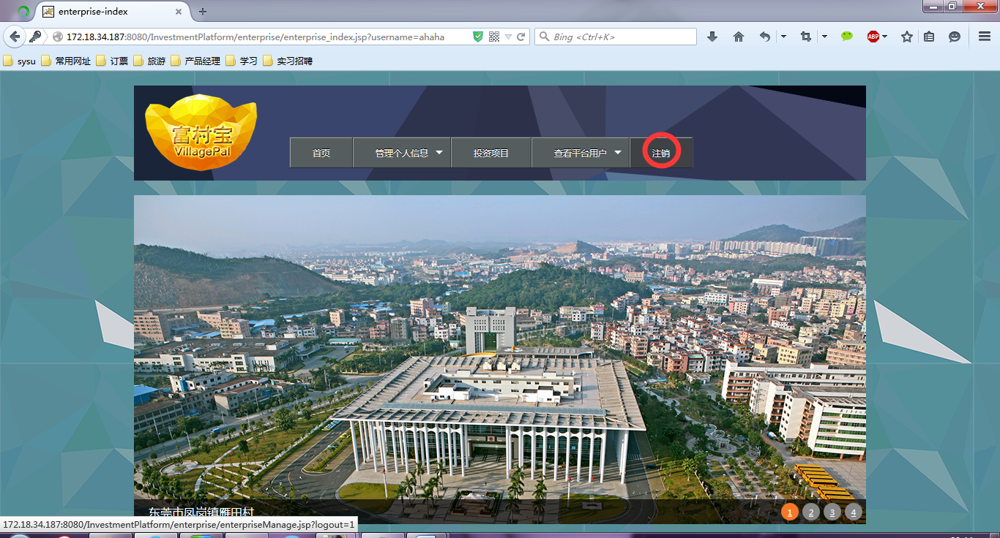 enterprise-index
172.18.34.187:8080/InvestmentPlatform/enterprise/enterprise_index.jsp?username=ahaha
Bing <Ctrl+K>
ABP
sysu 常用网址 订票 旅游 产品经理 学习 实习招聘
富村宝
VillagePal
首页 管理个人信息 投资项目 查看平台用户 注销
东莞市凤岗镇雁田村
1 2 3 4
172.18.34.187:8080/InvestmentPlatform/enterprise/enterpriseManage.jsp?logout=1